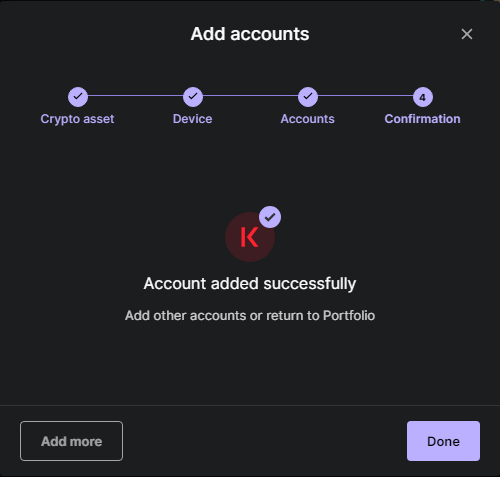 Add accounts
Crypto asset
Device
Accounts
4
Confirmation
K
Account added successfully
Add other accounts or return to Portfolio
Add more
Done